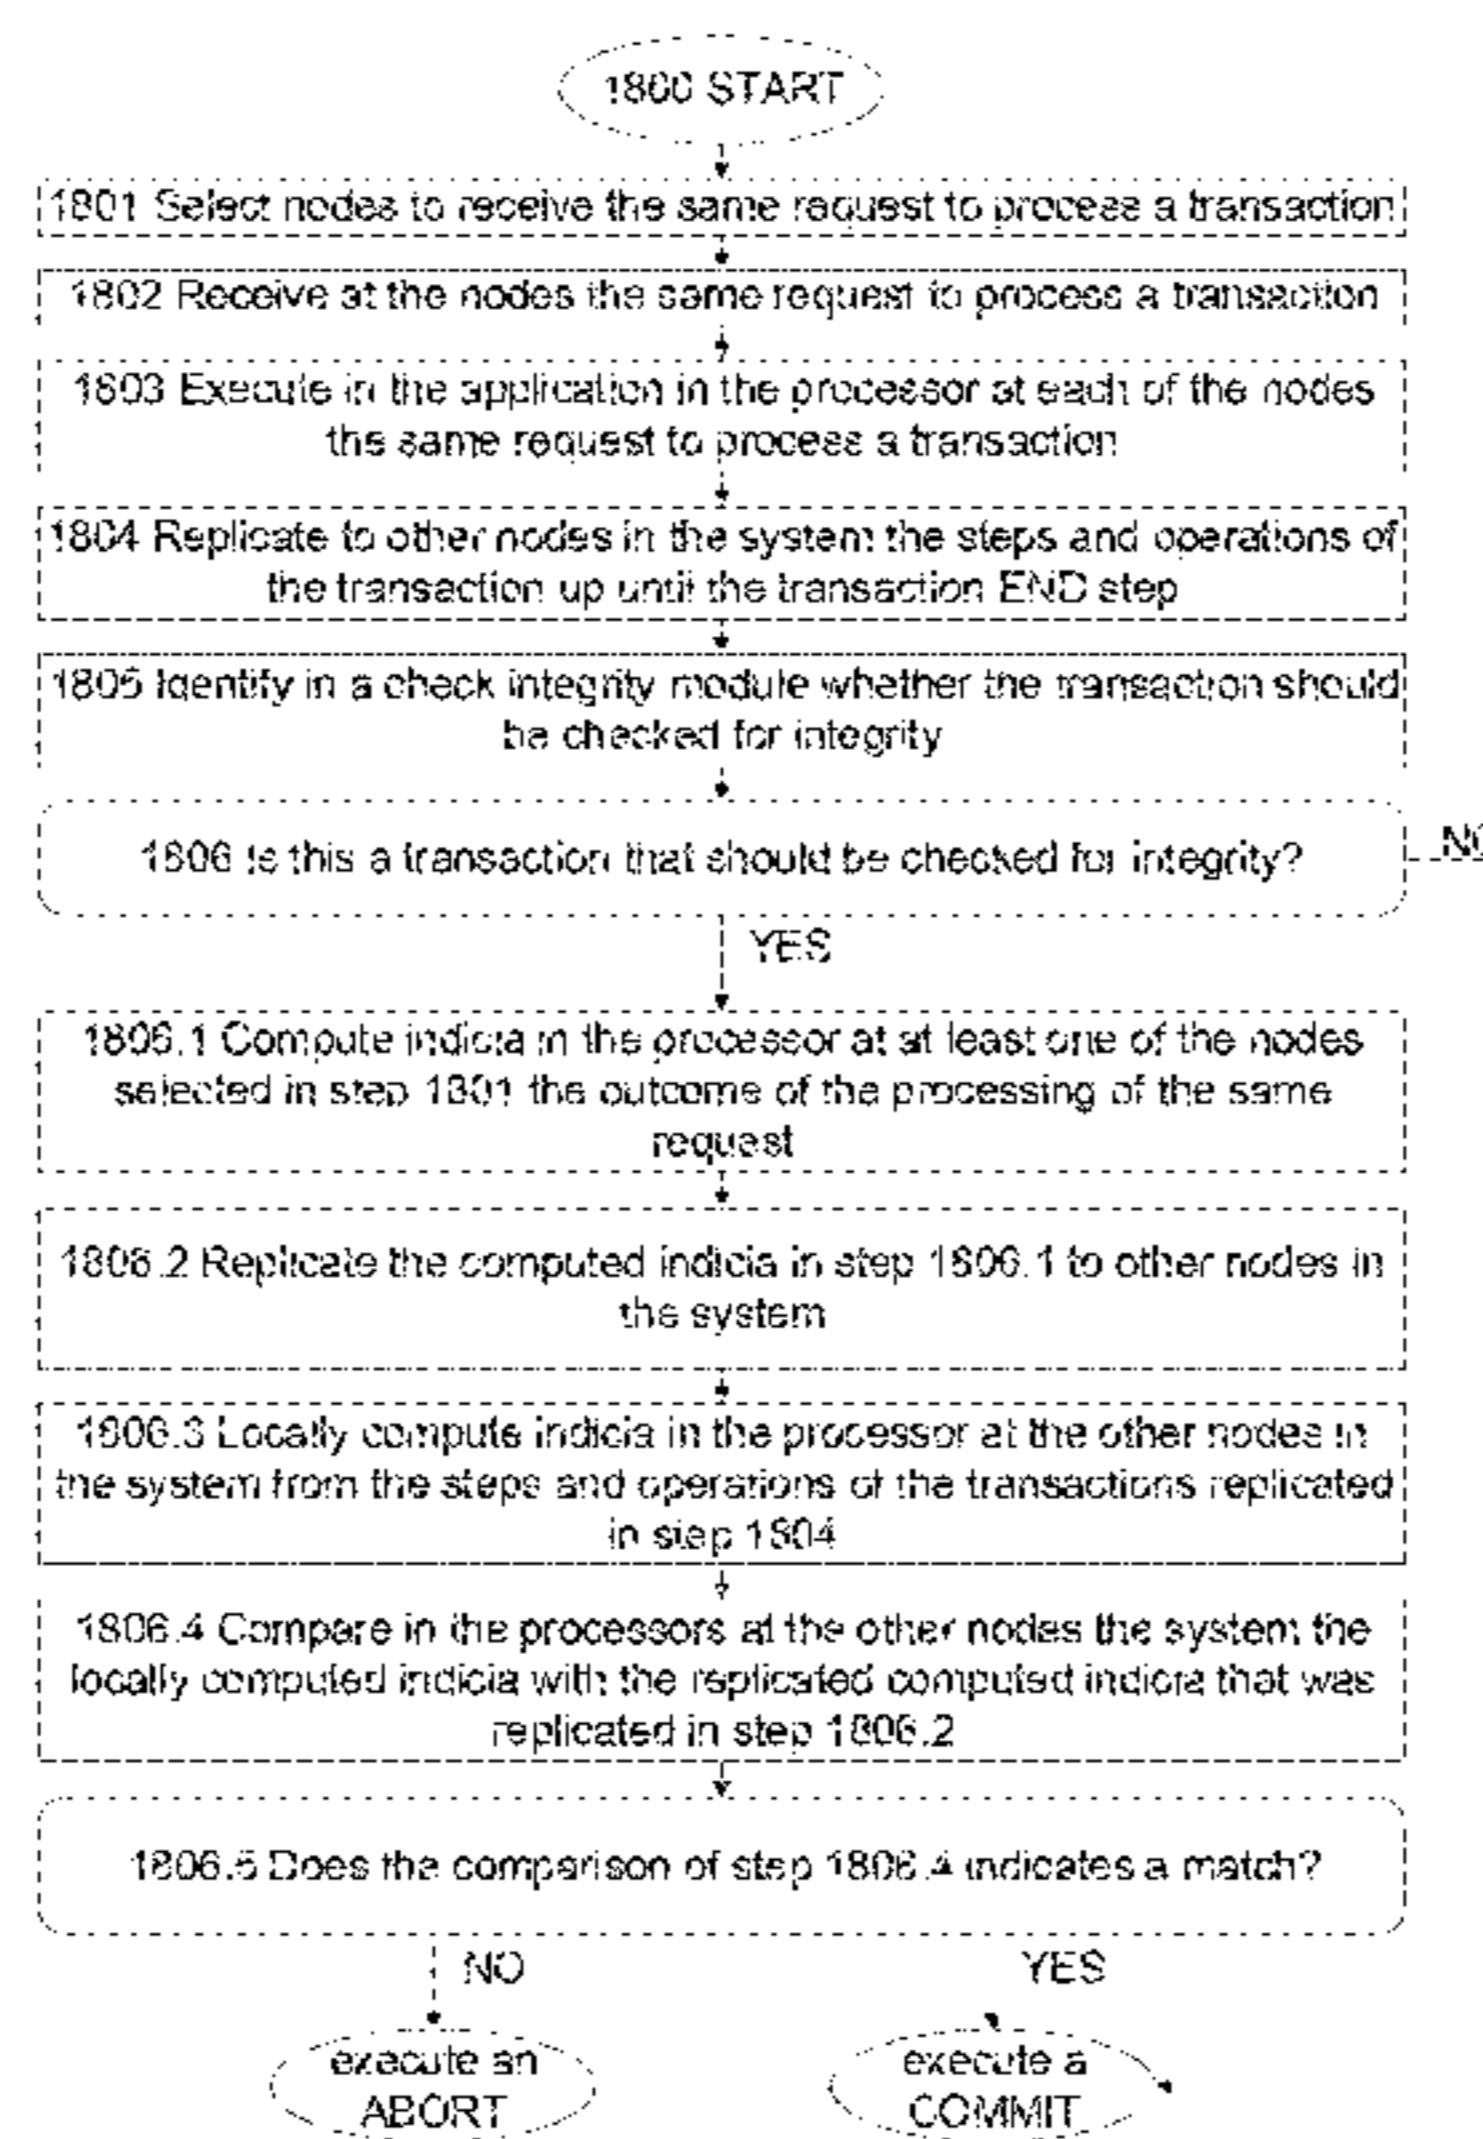 1800 START
1801 Select nodes to receive the same request to process a transaction
1802 Receive at the nodes the same request to process a transaction
1803 Execute in the application in the processor at each of the nodes
the same request to process a transaction
1804 Replicate to other nodes in the system the steps and operations of
the transaction up until the transaction END step
1805 Identify in a check integrity module whether the transaction should
be checked for integrity
1806 Is this a transaction that should be checked for integrity?
NO
YES
1806.1 Compute indicia in the processor at at least one of the nodes
selected in step 1801 the outcome of the processing of the same
request
1806.2 Replicate the computed indicia in step 1806.1 to other nodes in
the system
1806.3 Locally compute indicia in the processor at the other nodes in
the system from the steps and operations of the transactions replicated
in step 1804
1806.4 Compare in the processors at the other nodes the system the
locally computed indicia with the replicated computed indicia that was
replicated in step 1806.2
1806.5 Does the comparison of step 1806.4 indicates a match?
NO
YES
execute an
ABORT
execute a
COMMIT